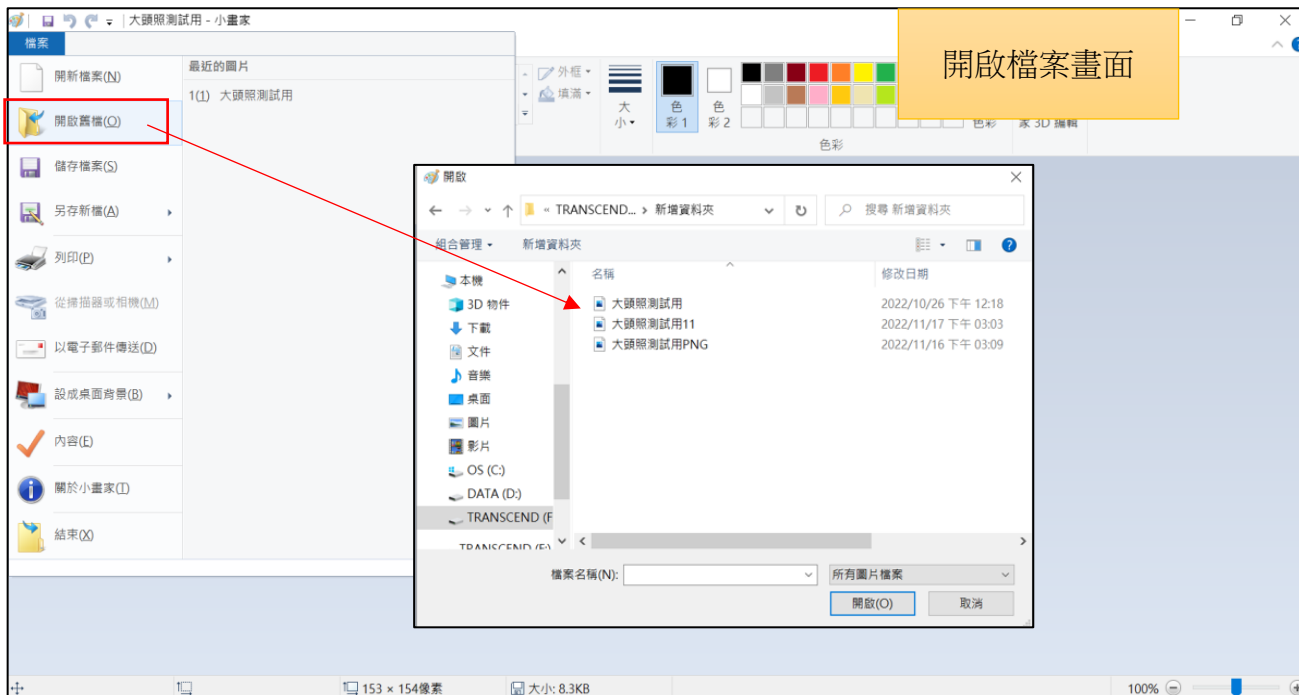 大頭照測試用 - 小畫家
開啟檔案畫面
檔案
開新檔案(N)
開啟舊檔(O)
儲存檔案(S)
另存新檔(A)
列印(P)
從掃描器或相機(M)
以電子郵件傳送(D)
設成桌面背景(B)
內容(E)
關於小畫家(T)
結束(X)
最近的圖片
1(1) 大頭照測試用
外框
填滿
大
小
色
彩 1
色
彩 2
色彩
家 3D 編輯
色彩
開啟
« TRANSCEND... › 新增資料夾
搜尋 新增資料夾
組合管理
新增資料夾
本機
3D 物件
下載
文件
音樂
桌面
圖片
影片
OS (C:)
DATA (D:)
TRANSCEND (F
TRANSCEND (F:)
名稱
修改日期
大頭照測試用 2022/10/26 下午 12:18
大頭照測試用11 2022/11/17 下午 03:03
大頭照測試用PNG 2022/11/16 下午 03:09
檔案名稱(N):
所有圖片檔案
開啟(O)
取消
153 × 154像素
大小: 8.3KB
100%